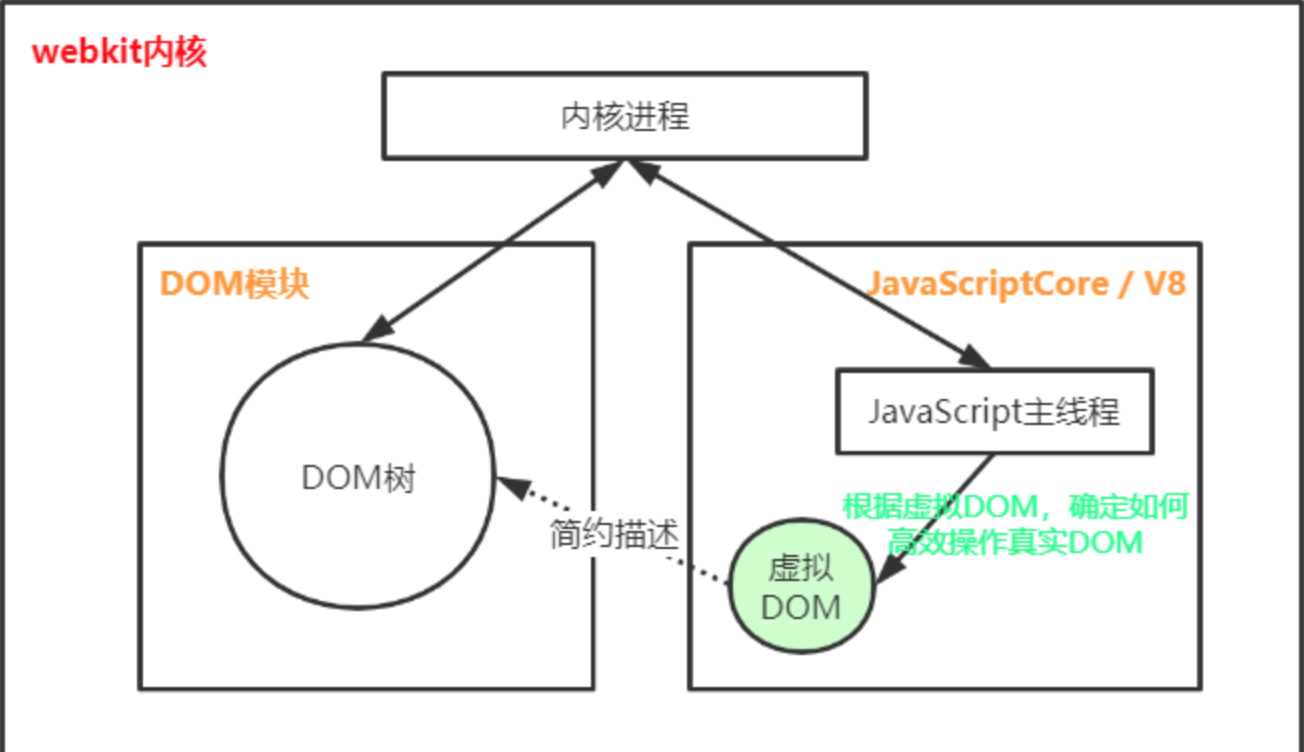 webkit内核
内核进程
DOM模块
JavaScriptCore / V8
JavaScript主线程
DOM树
根据虚拟DOM，确定如何
高效操作真实DOM
简约描述
虚拟
DOM